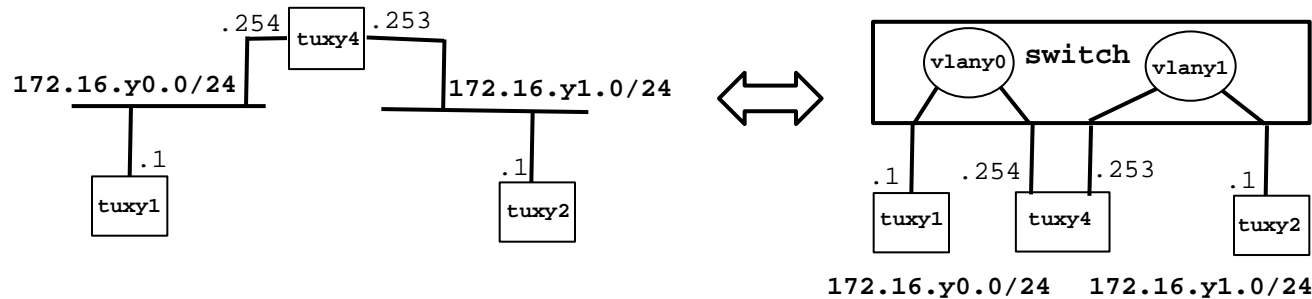 .254 tuxy4 .253
172.16.y0.0/24
172.16.y1.0/24
.1
tuxy1
.1
tuxy2
vlany0 switch vlany1
.1 .254 .253 .1
tuxy1 tuxy4 tuxy2
172.16.y0.0/24 172.16.y1.0/24